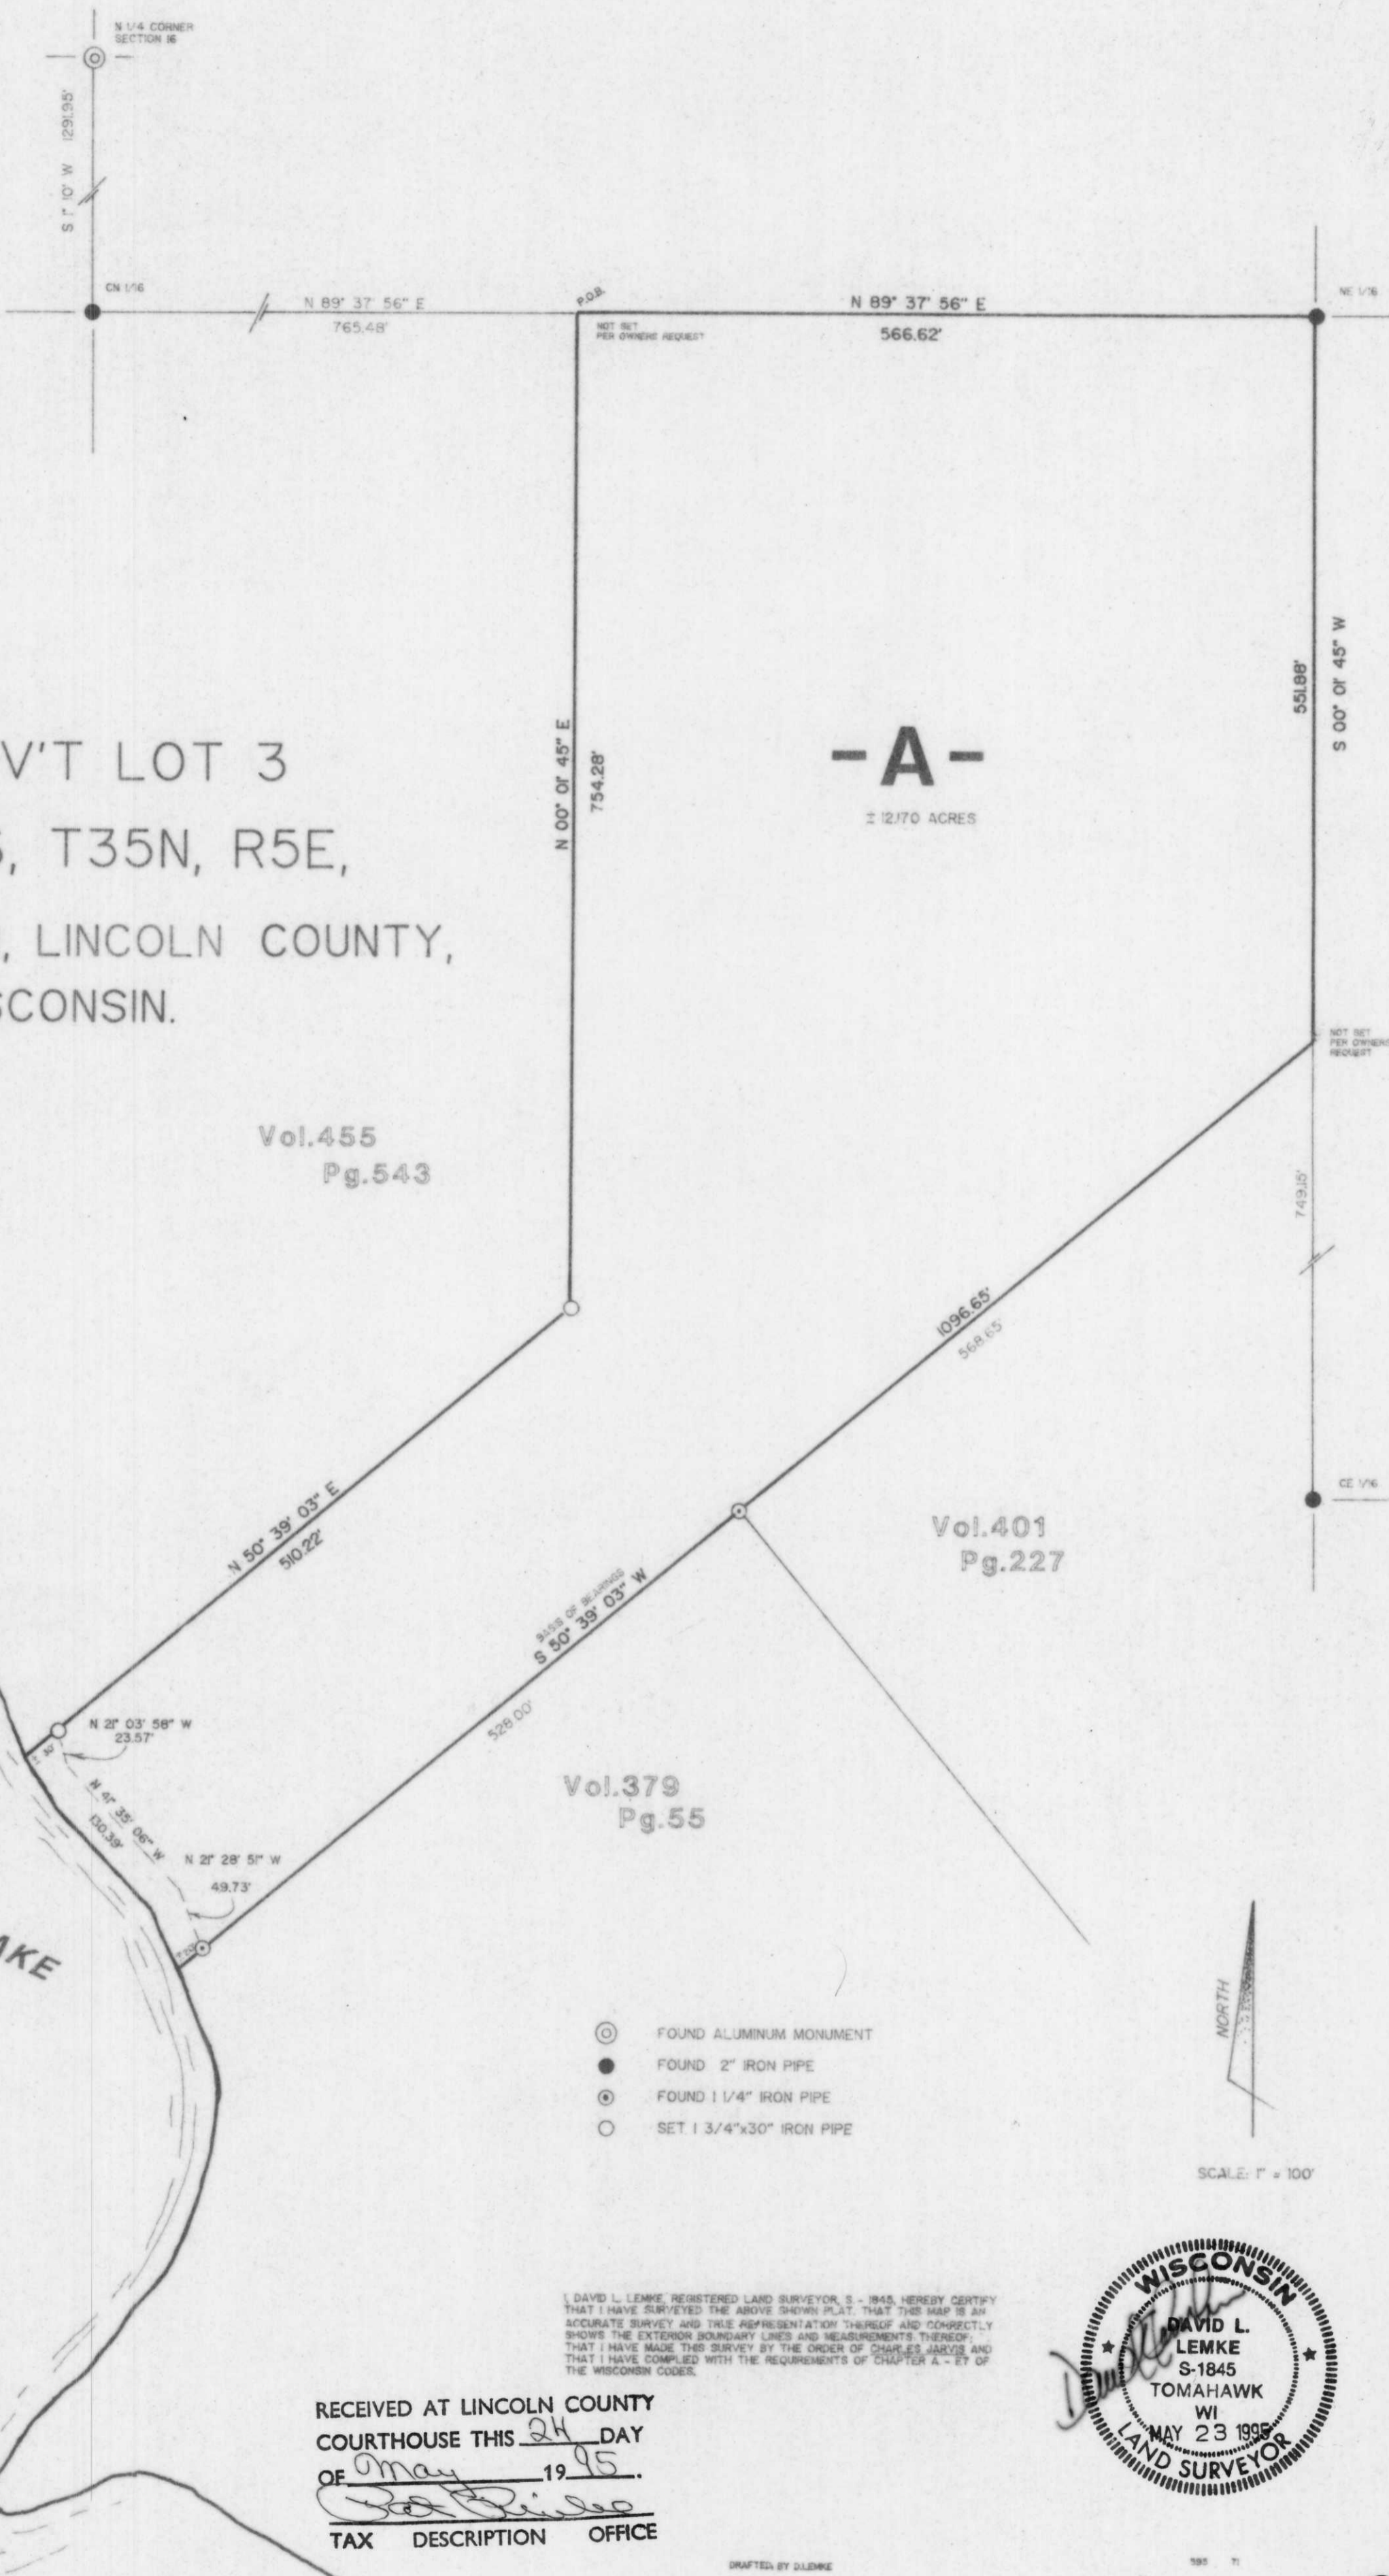 N 1/4 CORNER
SECTION 16
S 1° 10' W 1291.95'
CN 1/16
N 89° 37' 56" E
765.48'
P.O.B.
NOT SET
PER OWNERS REQUEST
N 89° 37' 56" E
566.62'
NE 1/16
551.88'
S 00° 01' 45" W
N 00° 01' 45" E
754.28'
-A-
± 12.170 ACRES
V'T LOT 3
, T35N, R5E,
, LINCOLN COUNTY,
SCONSIN.
NOT SET
PER OWNERS
REQUEST
Vol.455
Pg.543
749.15'
1096.65'
568.65'
CE 1/16
N 50° 39' 03" E
510.22'
Vol.401
Pg.227
BASIS OF BEARINGS
S 50° 39' 03" W
528.00'
N 21° 03' 58" W
23.57'
N 41° 35' 06" W
130.39'
N 21° 28' 51" W
49.73'
Vol.379
Pg.55
AKE
NORTH
FOUND ALUMINUM MONUMENT
FOUND 2" IRON PIPE
FOUND 1 1/4" IRON PIPE
SET 1 3/4"x30" IRON PIPE
SCALE: 1" = 100'
I, DAVID L. LEMKE, REGISTERED LAND SURVEYOR, S - 1845, HEREBY CERTIFY
THAT I HAVE SURVEYED THE ABOVE SHOWN PLAT, THAT THIS MAP IS AN
ACCURATE SURVEY AND TRUE REPRESENTATION THEREOF AND CORRECTLY
SHOWS THE EXTERIOR BOUNDARY LINES AND MEASUREMENTS THEREOF;
THAT I HAVE MADE THIS SURVEY BY THE ORDER OF CHARLES JARVIS AND
THAT I HAVE COMPLIED WITH THE REQUIREMENTS OF CHAPTER A - E7 OF
THE WISCONSIN CODES.
WISCONSIN
DAVID L.
LEMKE
S-1845
TOMAHAWK
WI
MAY 23 1995
LAND SURVEYOR
RECEIVED AT LINCOLN COUNTY
COURTHOUSE THIS 24 DAY
OF May 19 95.
TAX DESCRIPTION OFFICE
DRAFTED BY D.LEMKE
595 71